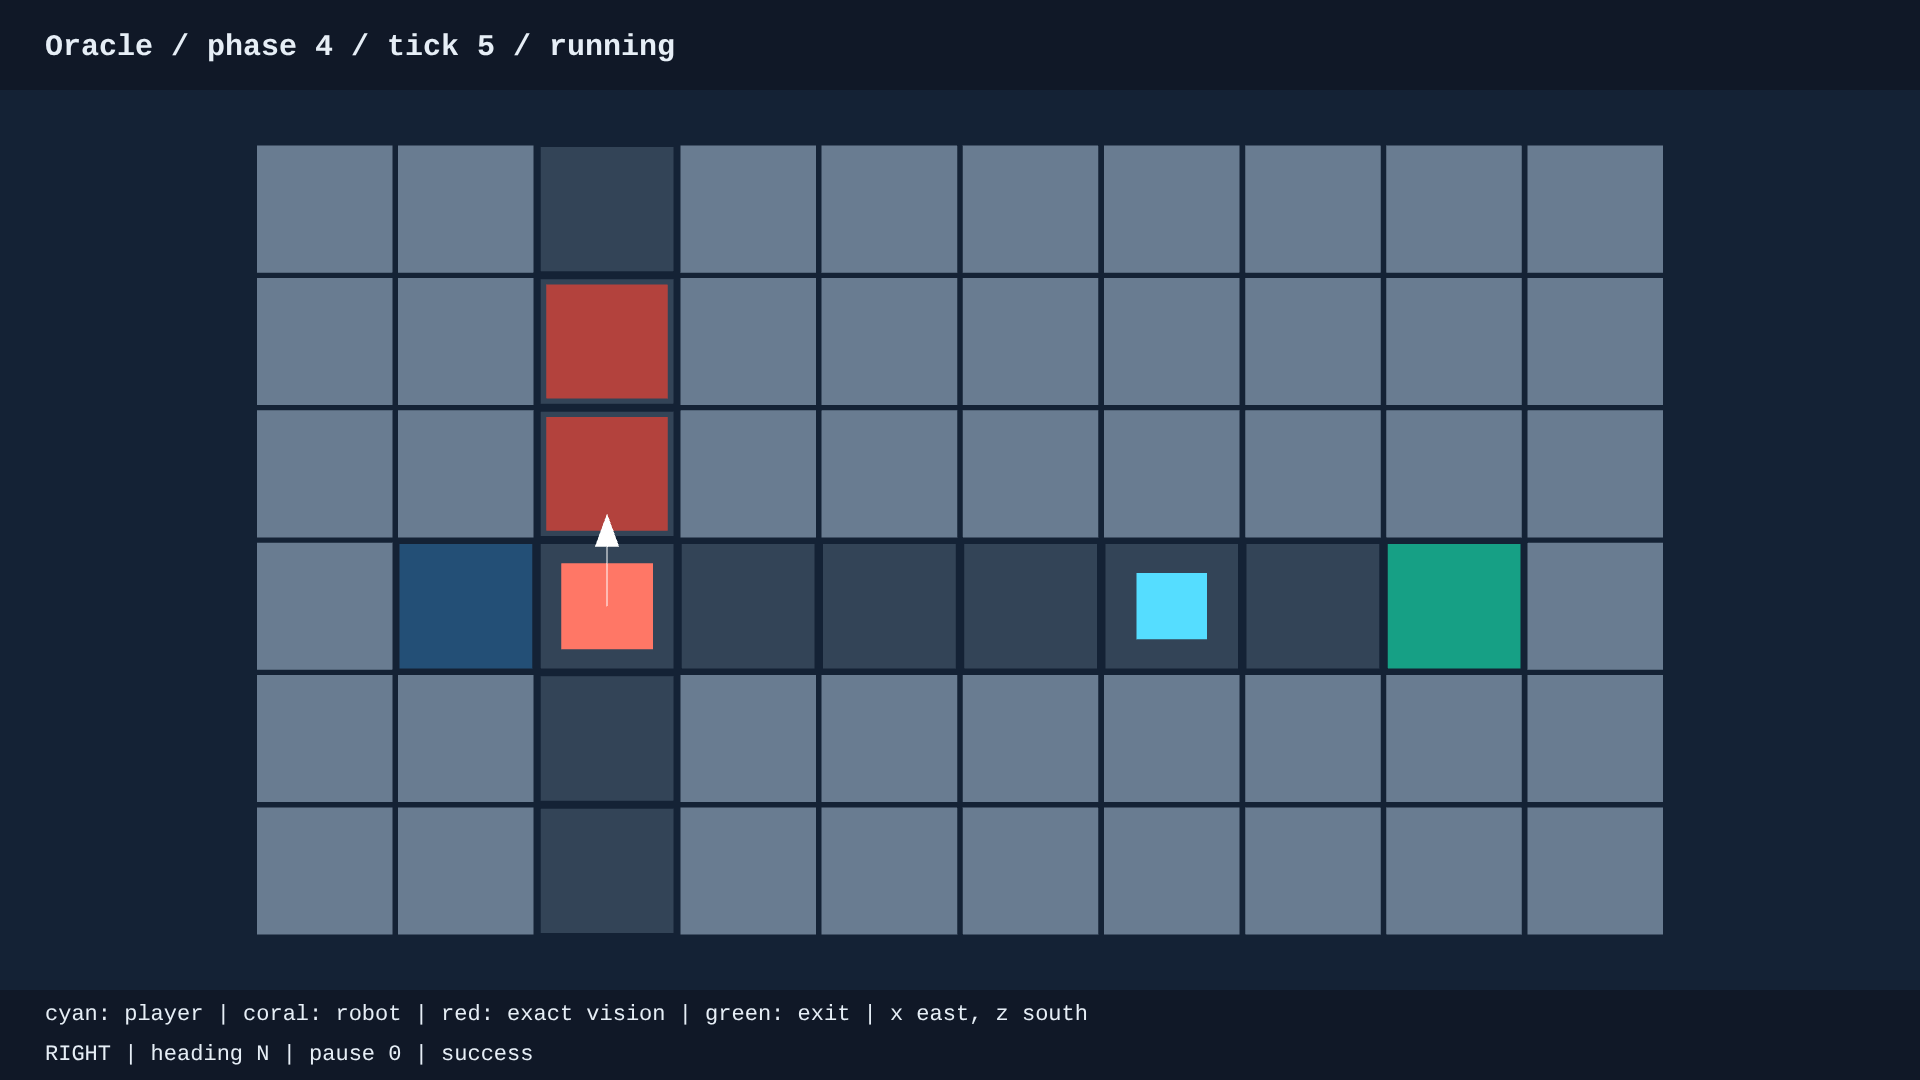 Oracle / phase 4 / tick 5 / running
cyan: player | coral: robot | red: exact vision | green: exit | x east, z south
RIGHT | heading N | pause 0 | success